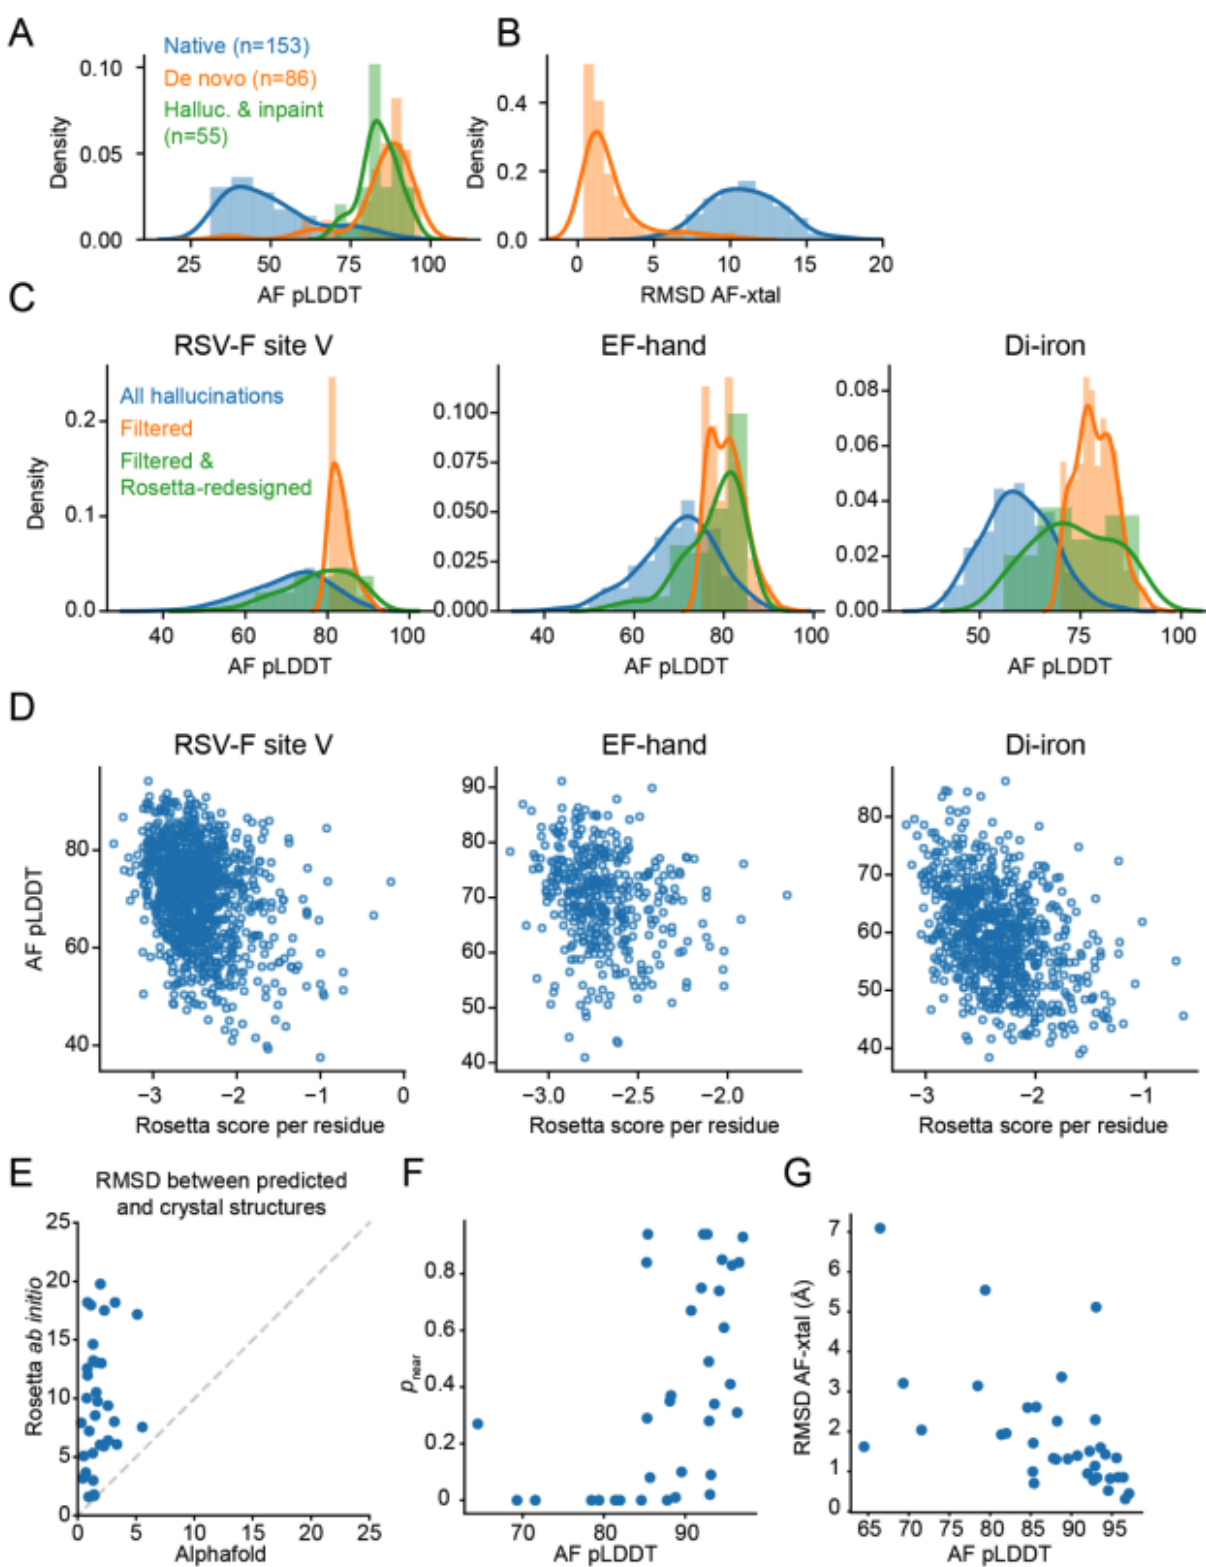 A
Native (n=153)
De novo (n=86)
Halluc. & inpaint
(n=55)
Density
0.10
0.05
0.00
25
50
75
100
AF pLDDT
B
Density
0.4
0.2
0.0
0
5
10
15
20
RMSD AF-xtal
C
RSV-F site V
All hallucinations
Filtered
Filtered &
Rosetta-redesigned
Density
0.2
0.1
0.0
40
60
80
100
AF pLDDT
EF-hand
0.100
0.075
0.050
0.025
0.000
40
60
80
100
AF pLDDT
Di-iron
0.08
0.06
0.04
0.02
0.00
50
75
100
AF pLDDT
D
RSV-F site V
AF pLDDT
80
60
40
−3
−2
−1
0
Rosetta score per residue
EF-hand
90
80
70
60
50
40
−3.0
−2.5
−2.0
Rosetta score per residue
Di-iron
80
70
60
50
40
−3
−2
−1
Rosetta score per residue
E
RMSD between predicted
and crystal structures
Rosetta ab initio
25
20
15
10
5
0
0
5
10
15
20
25
Alphafold
F
pnear
0.8
0.6
0.4
0.2
0
70
80
90
AF pLDDT
G
RMSD AF-xtal (Å)
7
6
5
4
3
2
1
0
65
70
75
80
85
90
95
AF pLDDT